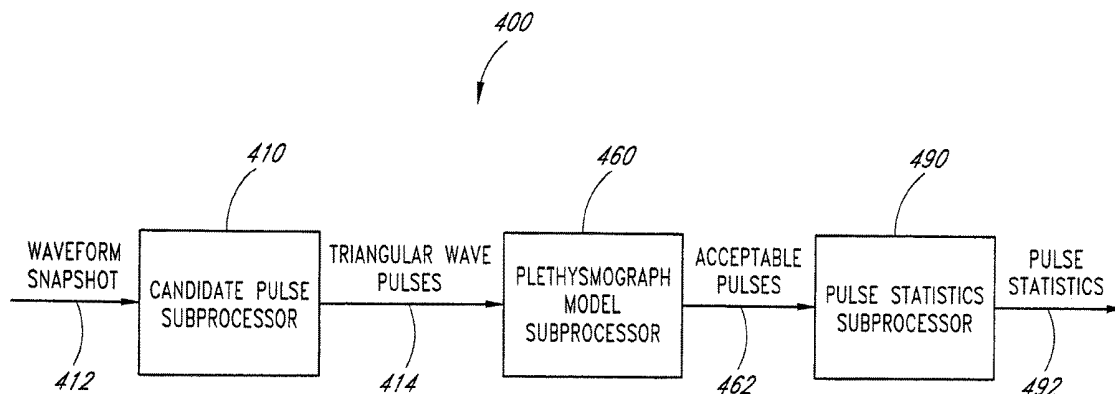 400
410
460
490
WAVEFORM
SNAPSHOT
412
CANDIDATE PULSE
SUBPROCESSOR
TRIANGULAR WAVE
PULSES
414
PLETHYSMOGRAPH
MODEL
SUBPROCESSOR
ACCEPTABLE
PULSES
462
PULSE STATISTICS
SUBPROCESSOR
PULSE
STATISTICS
492